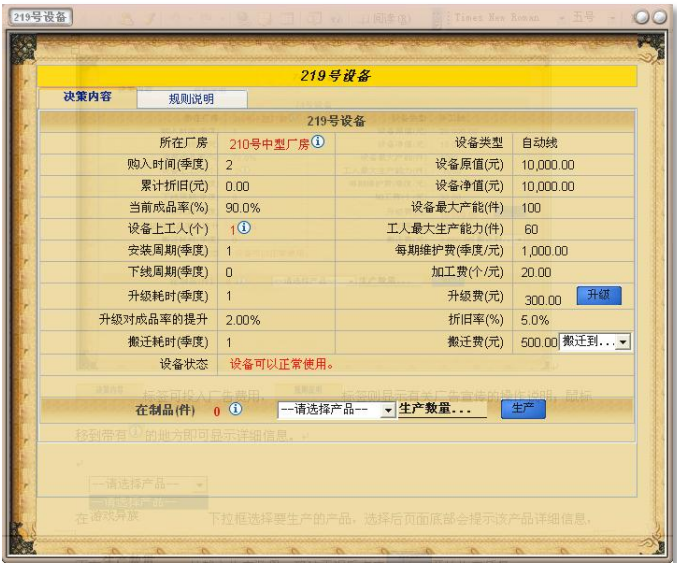 219号设备
219号设备
决策内容 规则说明
219号设备
所在厂房 210号中型厂房 设备类型 自动线
购入时间(季度) 2 设备原值(元) 10,000.00
累计折旧(元) 0.00 设备净值(元) 10,000.00
当前成品率(%) 90.0% 设备最大产能(件) 100
设备上工人(个) 1 工人最大生产能力(件) 60
安装周期(季度) 1 每期维护费(季度/元) 1,000.00
下线周期(季度) 0 加工费(个/元) 20.00
升级耗时(季度) 1 升级费(元) 300.00 升级
升级对成品率的提升 2.00% 折旧率(%) 5.0%
搬迁耗时(季度) 1 搬迁费(元) 500.00 搬迁到...
设备状态 设备可以正常使用。
在制品(件) 0 --请选择产品-- 生产数量... 生产
移到带有 的地方即可显示详细信息。
--请选择产品--
--请选择产品--
在 下拉框选择要生产的产品，选择后页面底部会提示该产品详细信息，